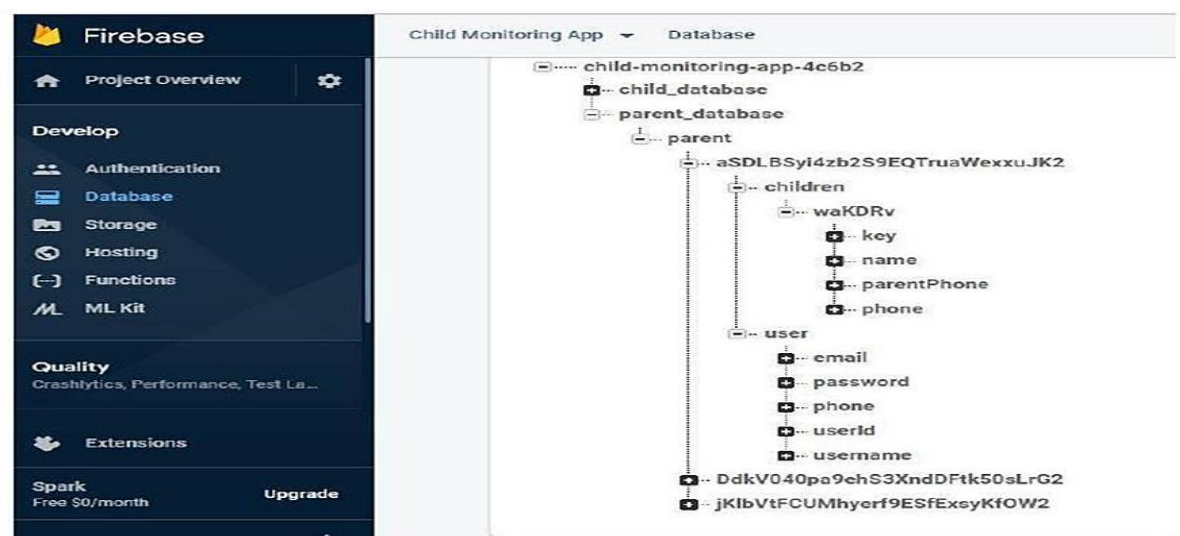 Firebase
Child Monitoring App Database
Project Overview
Develop
Authentication
Database
Storage
Hosting
Functions
ML Kit
Quality
Crashlytics, Performance, Test La...
Extensions
Spark
Free $0/month
Upgrade
child-monitoring-app-4c6b2
child_database
parent_database
parent
aSDLBSyi4zb2S9EQTruaWexxuJK2
children
waKDRv
key
name
parentPhone
phone
user
email
password
phone
userId
username
DdkV040pa9ehS3XndDFtk50sLrG2
jKlbVtFCUMhyerf9ESfExsyKfOW2